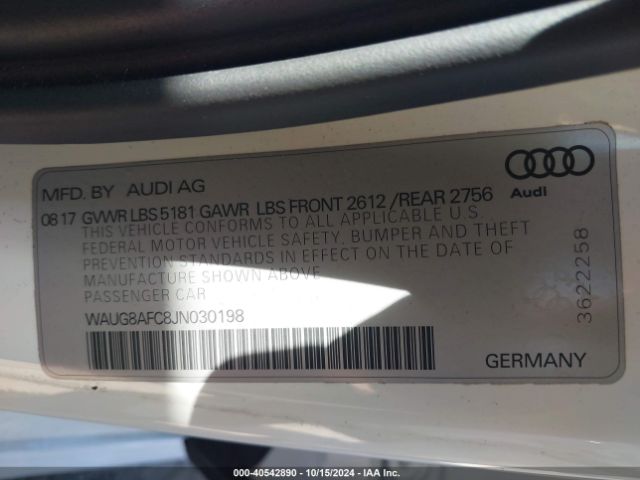 MFD. BY AUDI AG
Audi
08 17 GVWR LBS 5181 GAWR LBS FRONT 2612 /REAR 2756
THIS VEHICLE CONFORMS TO ALL APPLICABLE U.S.
FEDERAL MOTOR VEHICLE SAFETY, BUMPER AND THEFT
PREVENTION STANDARDS IN EFFECT ON THE DATE OF
MANUFACTURE SHOWN ABOVE
PASSENGER CAR
WAUG8AFC8JN030198
3622258
GERMANY
000-40542890 - 10/15/2024 - IAA Inc.